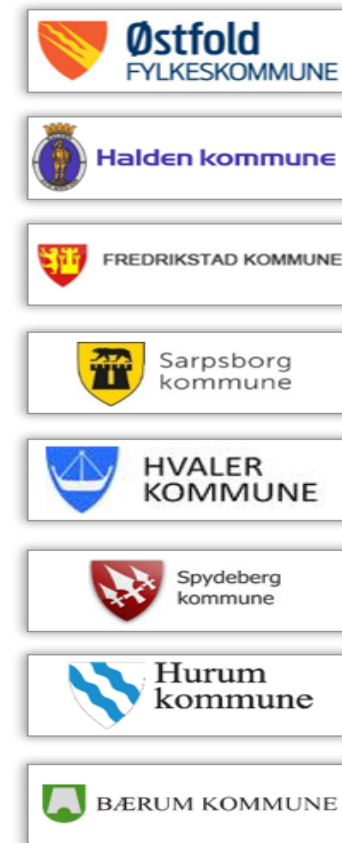 Østfold
FYLKESKOMMUNE
Halden kommune
FREDRIKSTAD KOMMUNE
Sarpsborg
kommune
HVALER
KOMMUNE
Spydeberg
kommune
Hurum
kommune
BÆRUM KOMMUNE